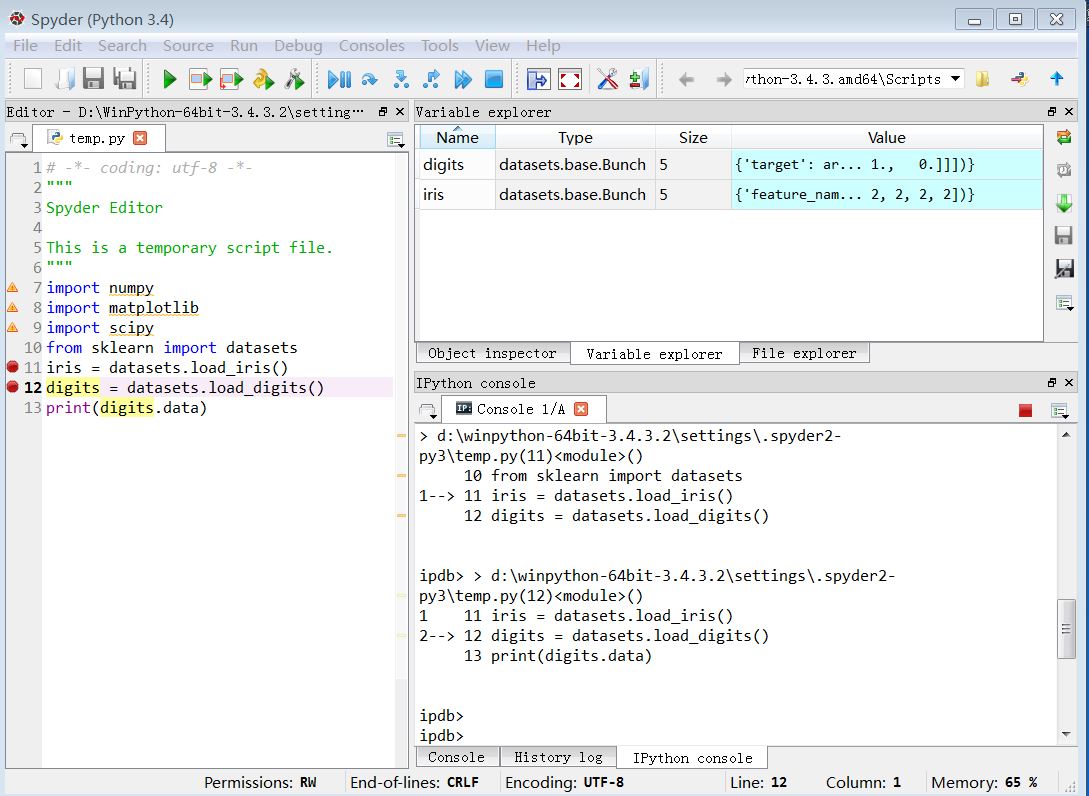 Spyder (Python 3.4)
File Edit Search Source Run Debug Consoles Tools View Help
rthon-3.4.3.amd64\Scripts
Editor - D:\WinPython-64bit-3.4.3.2\setting...
temp.py
1 # -*- coding: utf-8 -*-
2 """
3 Spyder Editor
4
5 This is a temporary script file.
6 """
7 import numpy
8 import matplotlib
9 import scipy
10 from sklearn import datasets
11 iris = datasets.load_iris()
12 digits = datasets.load_digits()
13 print(digits.data)
Variable explorer
Name Type Size Value
digits datasets.base.Bunch 5 {'target': ar... 1., 0.]]])}
iris datasets.base.Bunch 5 {'feature_nam... 2, 2, 2, 2])}
Object inspector Variable explorer File explorer
IPython console
IP: Console 1/A
> d:\winpython-64bit-3.4.3.2\settings\.spyder2-
py3\temp.py(11)<module>()
10 from sklearn import datasets
1--> 11 iris = datasets.load_iris()
12 digits = datasets.load_digits()
ipdb> > d:\winpython-64bit-3.4.3.2\settings\.spyder2-
py3\temp.py(12)<module>()
1 11 iris = datasets.load_iris()
2--> 12 digits = datasets.load_digits()
13 print(digits.data)
ipdb>
ipdb>
Console History log IPython console
Permissions: RW End-of-lines: CRLF Encoding: UTF-8 Line: 12 Column: 1 Memory: 65 %